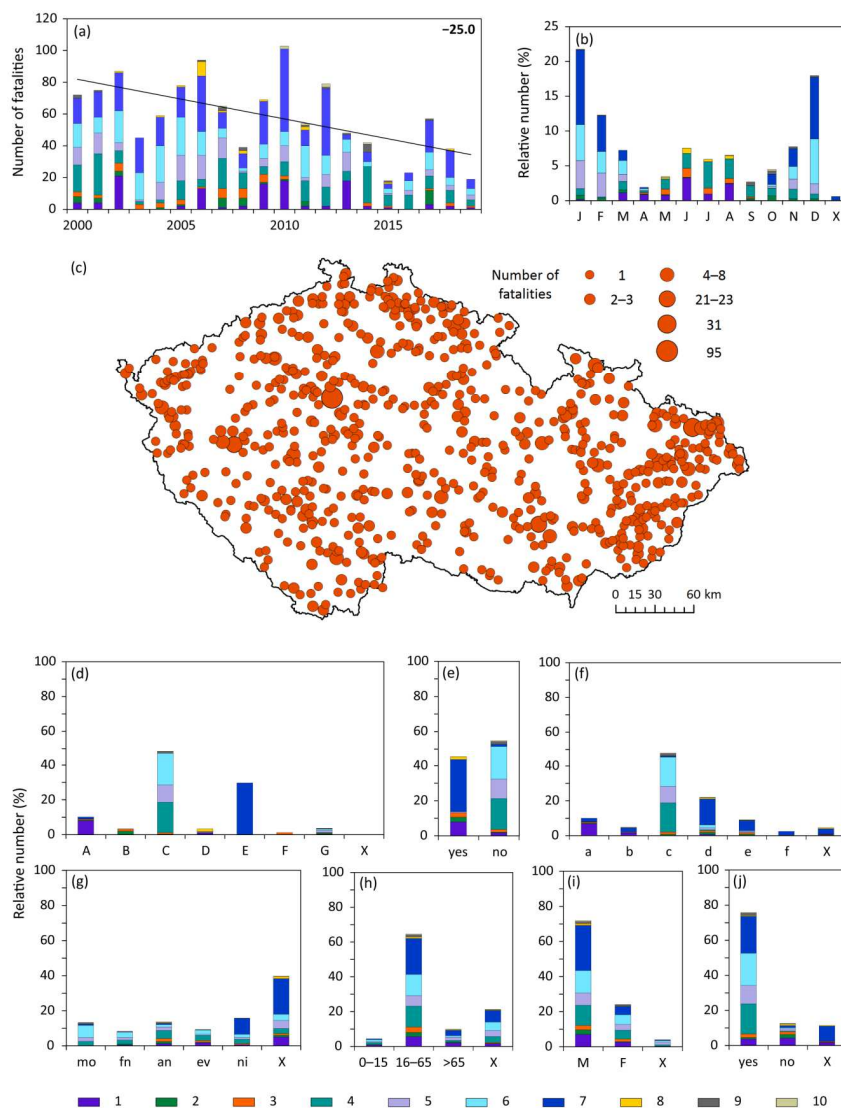 (a) −25.0
Number of fatalities
120
100
80
60
40
20
0
2000 2005 2010 2015
(b)
Relative number (%)
25
20
15
10
5
0
J F M A M J J A S O N D X
(c)
Number of
fatalities
1 4–8
2–3 21–23
31
95
0 15 30 60 km
Relative number (%)
(d)
100
80
60
40
20
0
A B C D E F G X
(e)
100
80
60
40
20
0
yes no
(f)
100
80
60
40
20
0
a b c d e f X
(g)
100
80
60
40
20
0
mo fn an ev ni X
(h)
100
80
60
40
20
0
0–15 16–65 >65 X
(i)
100
80
60
40
20
0
M F X
(j)
100
80
60
40
20
0
yes no X
1 2 3 4 5 6 7 8 9 10